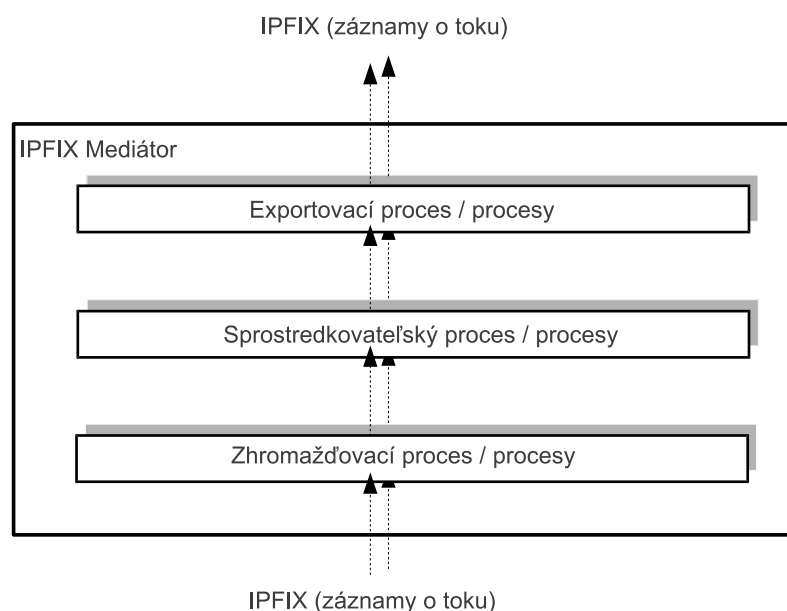 IPFIX (záznamy o toku)
IPFIX Mediátor
Exportovací proces / procesy
Sprostredkovateľský proces / procesy
Zhromažďovací proces / procesy
IPFIX (záznamy o toku)